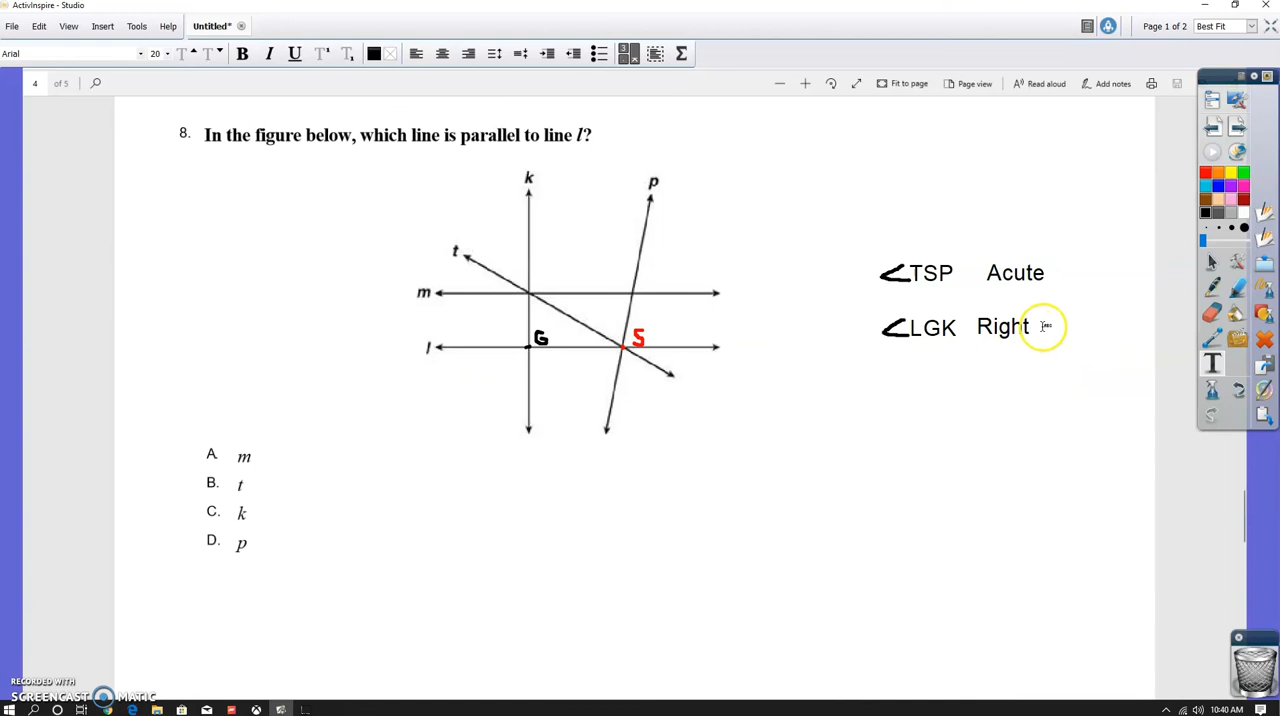 ActivInspire - Studio
File Edit View Insert Tools Help Untitled* Page 1 of 2 Best Fit
Arial 20 B I U
4 of 5 Fit to page Page view Read aloud Add notes
8. In the figure below, which line is parallel to line l?
k
p
t
m
l
G
S
<TSP Acute
<LGK Right
A. m
B. t
C. k
D. p
RECORDED WITH
SCREENCAST MATIC
10:40 AM